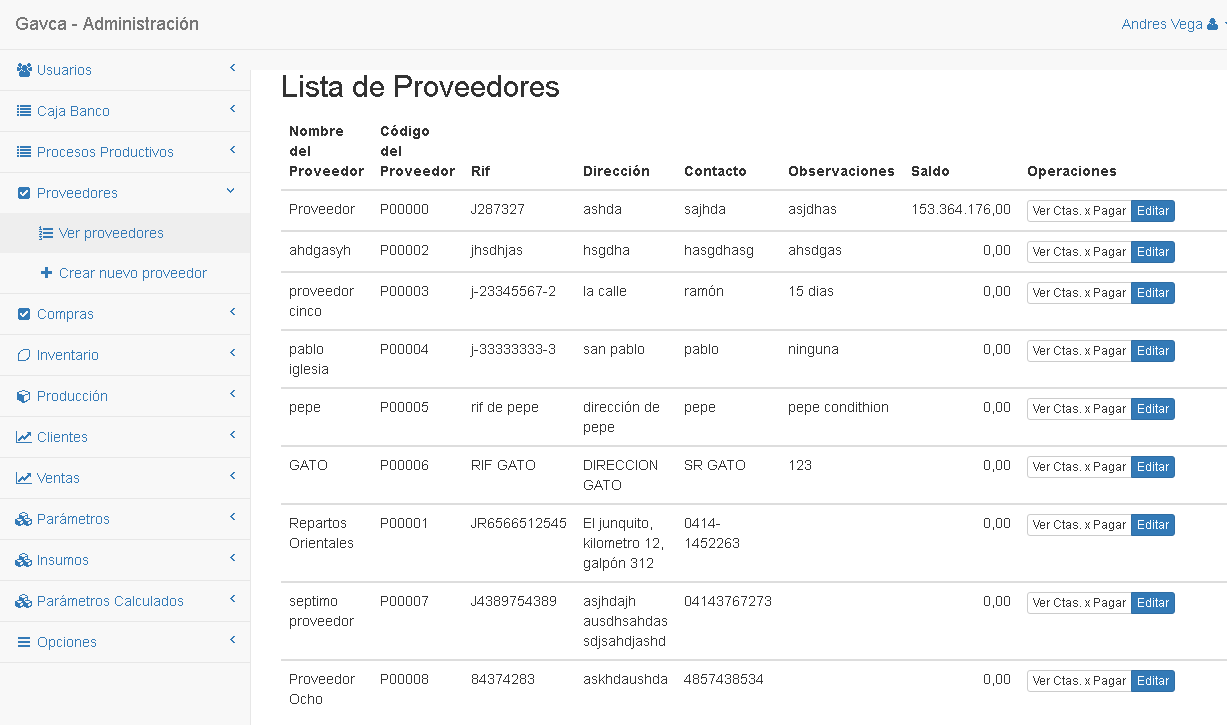 Gavca - Administración
Andres Vega
Usuarios
Caja Banco
Procesos Productivos
Proveedores
Ver proveedores
Crear nuevo proveedor
Compras
Inventario
Producción
Clientes
Ventas
Parámetros
Insumos
Parámetros Calculados
Opciones
Lista de Proveedores
Nombre Código
del del
Proveedor Proveedor Rif Dirección Contacto Observaciones Saldo Operaciones
Proveedor P00000 J287327 ashda sajhda asjdhas 153.364.176,00 Ver Ctas. x Pagar Editar
ahdgasyh P00002 jhsdhjas hsgdha hasgdhasg ahsdgas 0,00 Ver Ctas. x Pagar Editar
proveedor P00003 j-23345567-2 la calle ramón 15 dias 0,00 Ver Ctas. x Pagar Editar
cinco
pablo P00004 j-33333333-3 san pablo pablo ninguna 0,00 Ver Ctas. x Pagar Editar
iglesia
pepe P00005 rif de pepe dirección de pepe pepe condithion 0,00 Ver Ctas. x Pagar Editar
pepe
GATO P00006 RIF GATO DIRECCION SR GATO 123 0,00 Ver Ctas. x Pagar Editar
GATO
Repartos P00001 JR6566512545 El junquito, 0414- 0,00 Ver Ctas. x Pagar Editar
Orientales kilometro 12, 1452263
galpón 312
septimo P00007 J4389754389 asjhdajh 04143767273 0,00 Ver Ctas. x Pagar Editar
proveedor ausdhsahdas
sdjsahdjashd
Proveedor P00008 84374283 askhdaushda 4857438534 0,00 Ver Ctas. x Pagar Editar
Ocho